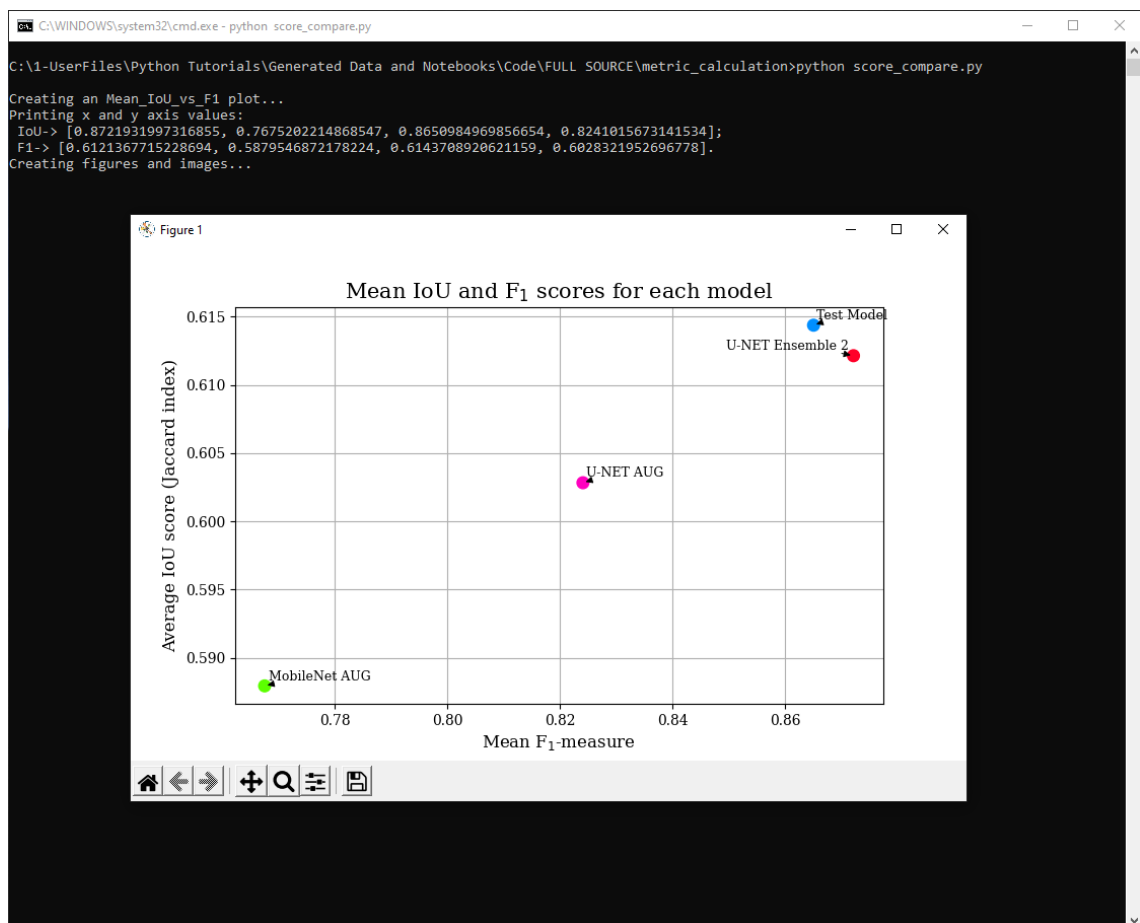 C:\WINDOWS\system32\cmd.exe - python  score_compare.py
C:\1-UserFiles\Python Tutorials\Generated Data and Notebooks\Code\FULL SOURCE\metric_calculation>python score_compare.py
Creating an Mean_IoU_vs_F1 plot...
Printing x and y axis values:
IoU-> [0.8721931997316855, 0.7675202214868547, 0.8650984969856654, 0.8241015673141534];
F1-> [0.6121367715228694, 0.5879546872178224, 0.6143708920621159, 0.6028321952696778].
Creating figures and images...
Figure 1
Mean IoU and F₁ scores for each model
Average IoU score (Jaccard index)
0.615
0.610
0.605
0.600
0.595
0.590
Test Model
U-NET Ensemble 2
U-NET AUG
MobileNet AUG
0.78 0.80 0.82 0.84 0.86
Mean F₁-measure